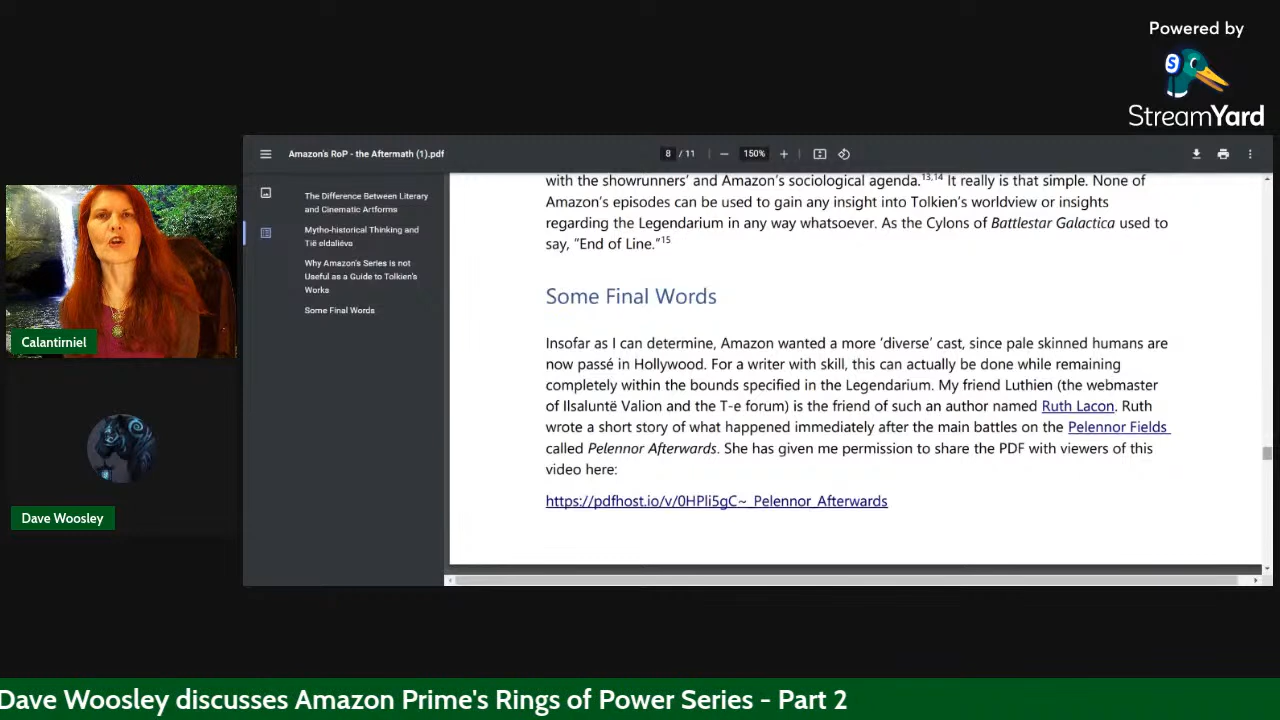 Powered by
S
StreamYard
Amazon's RoP - the Aftermath (1).pdf
8 / 11
150%
The Difference Between Literary
and Cinematic Artforms
Mytho-historical Thinking and
Tië eldaliéva
Why Amazon's Series is not
Useful as a Guide to Tolkien's
Works
Some Final Words
with the showrunners' and Amazon's sociological agenda.13,14 It really is that simple. None of
Amazon's episodes can be used to gain any insight into Tolkien's worldview or insights
regarding the Legendarium in any way whatsoever. As the Cylons of Battlestar Galactica used to
say, "End of Line."15
Some Final Words
Insofar as I can determine, Amazon wanted a more 'diverse' cast, since pale skinned humans are
now passé in Hollywood. For a writer with skill, this can actually be done while remaining
completely within the bounds specified in the Legendarium. My friend Luthien (the webmaster
of Ilsaluntë Valion and the T-e forum) is the friend of such an author named Ruth Lacon. Ruth
wrote a short story of what happened immediately after the main battles on the Pelennor Fields
called Pelennor Afterwards. She has given me permission to share the PDF with viewers of this
video here:
https://pdfhost.io/v/0HPli5gC~_Pelennor_Afterwards
Calantirniel
Dave Woosley
Dave Woosley discusses Amazon Prime's Rings of Power Series - Part 2